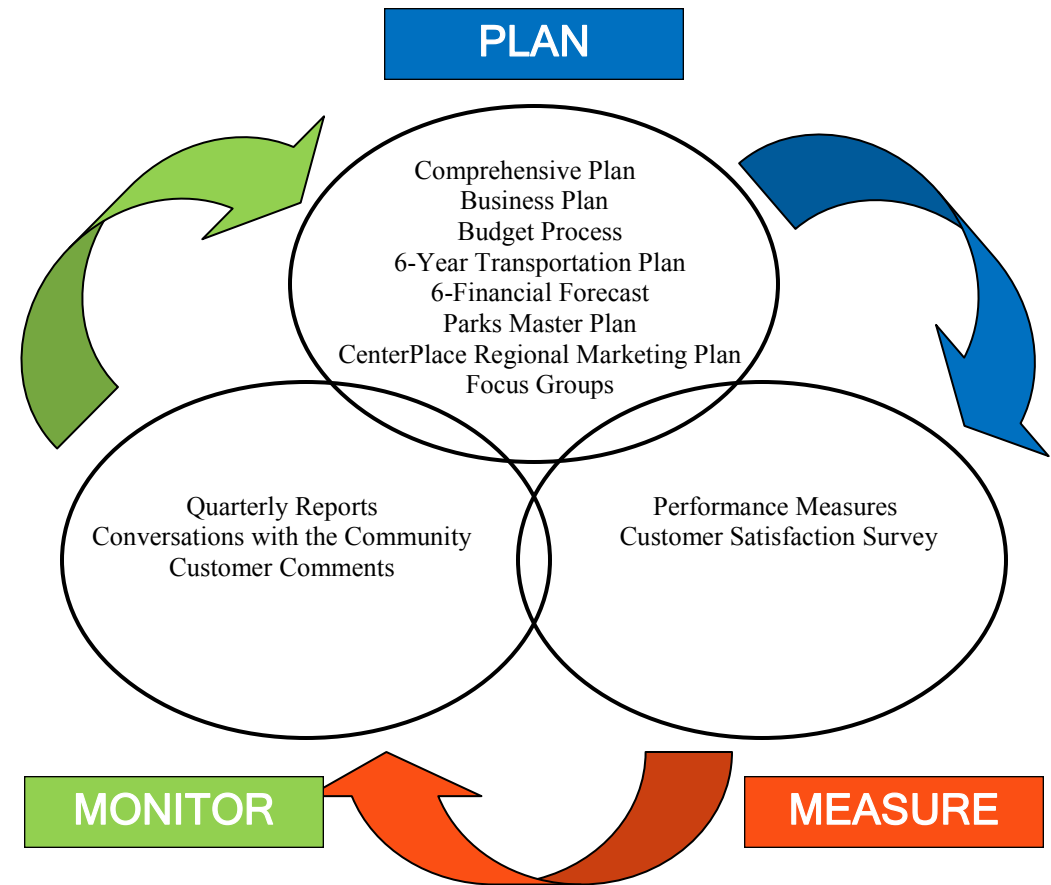 PLAN
Comprehensive Plan
Business Plan
Budget Process
6-Year Transportation Plan
6-Financial Forecast
Parks Master Plan
CenterPlace Regional Marketing Plan
Focus Groups
Quarterly Reports
Conversations with the Community
Customer Comments
Performance Measures
Customer Satisfaction Survey
MONITOR
MEASURE